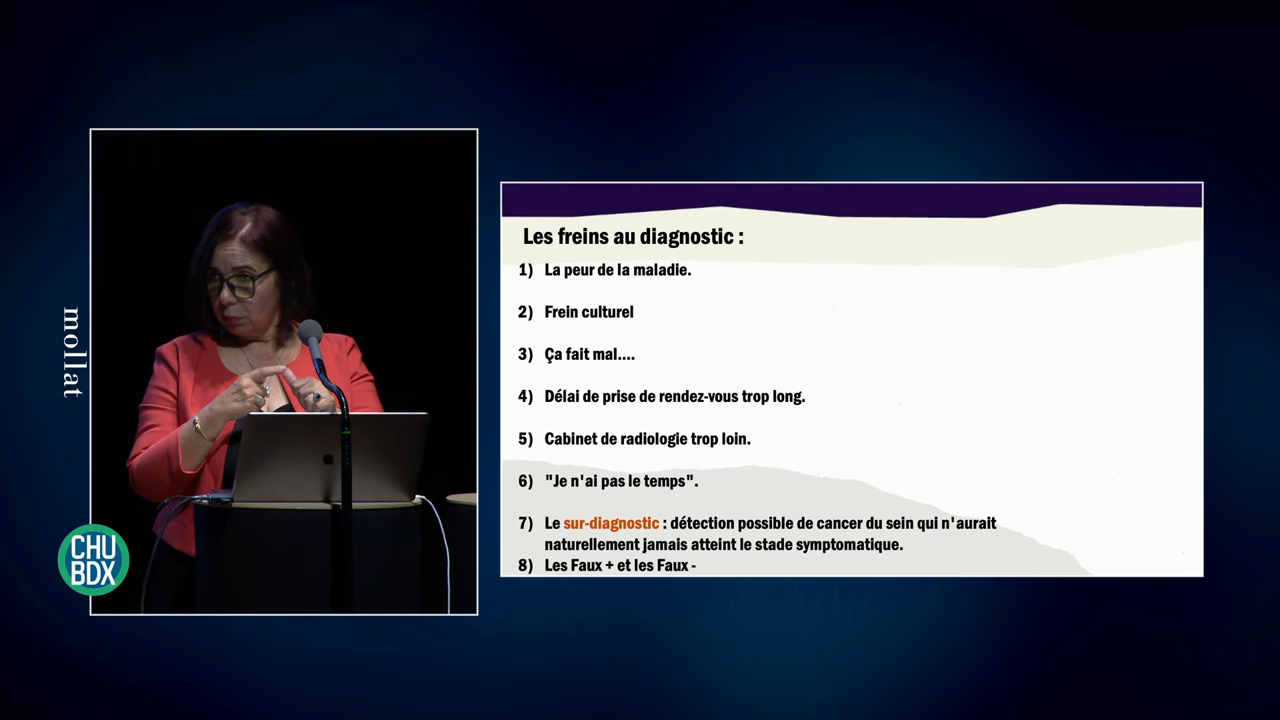 mollat
CHU
BDX
Les freins au diagnostic :
1) La peur de la maladie.
2) Frein culturel
3) Ça fait mal....
4) Délai de prise de rendez-vous trop long.
5) Cabinet de radiologie trop loin.
6) "Je n'ai pas le temps".
7) Le sur-diagnostic : détection possible de cancer du sein qui n'aurait
naturellement jamais atteint le stade symptomatique.
8) Les Faux + et les Faux -